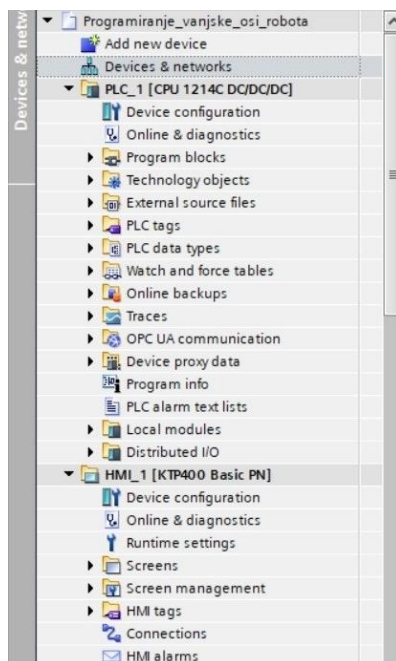 Devices & netw
Programiranje_vanjske_osi_robota
Add new device
Devices & networks
PLC_1 [CPU 1214C DC/DC/DC]
Device configuration
Online & diagnostics
Program blocks
Technology objects
External source files
PLC tags
PLC data types
Watch and force tables
Online backups
Traces
OPC UA communication
Device proxy data
Program info
PLC alarm text lists
Local modules
Distributed I/O
HMI_1 [KTP400 Basic PN]
Device configuration
Online & diagnostics
Runtime settings
Screens
Screen management
HMI tags
Connections
HMI alarms